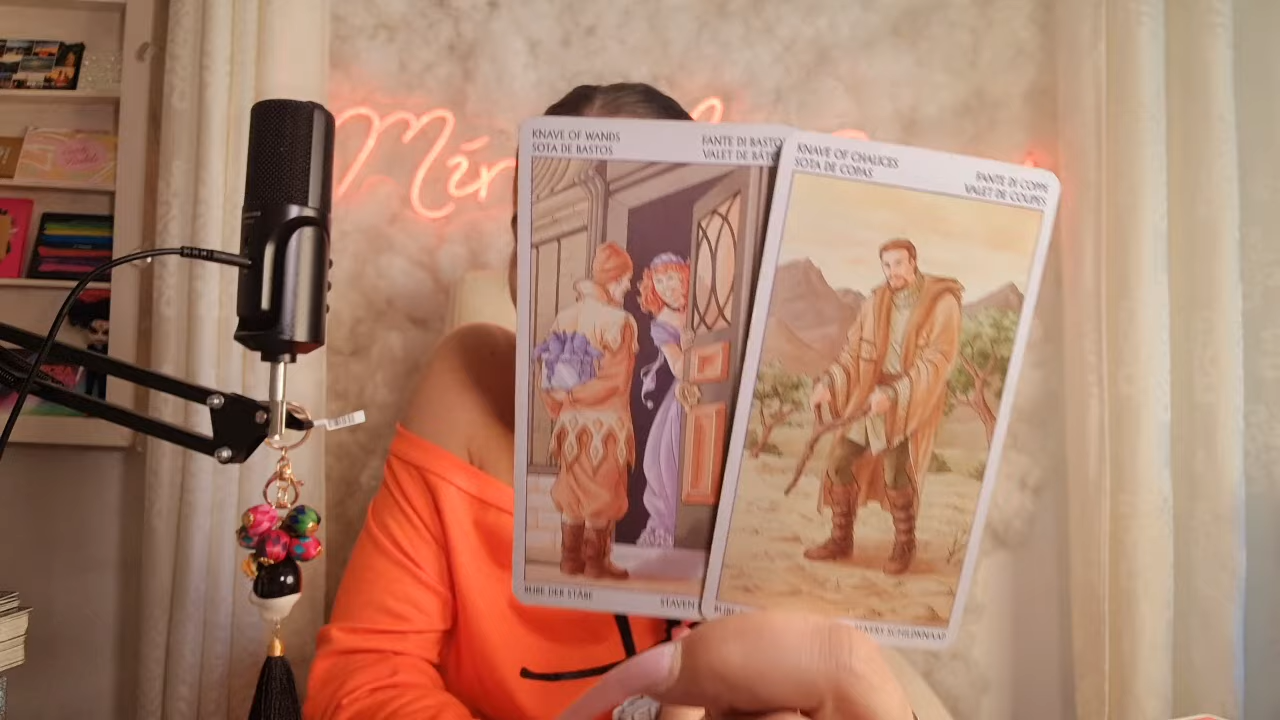 KNAVE OF WANDS
SOTA DE BASTOS
FANTE DI BASTO
VALET DE BÂT
KNAVE OF CHALICES
SOTA DE COPAS
FANTE DI COPPE
VALET DE COUPES
BUBE DER STÄBE
STAVEN
BUBE